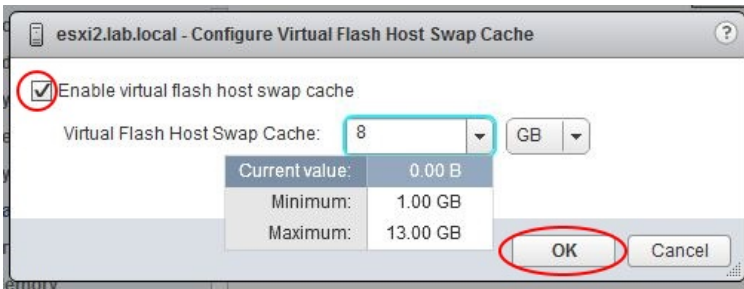 esxi2.lab.local - Configure Virtual Flash Host Swap Cache ?
Enable virtual flash host swap cache
Virtual Flash Host Swap Cache: 8 GB
Current value: 0.00 B
Minimum: 1.00 GB
Maximum: 13.00 GB
OK Cancel
emory